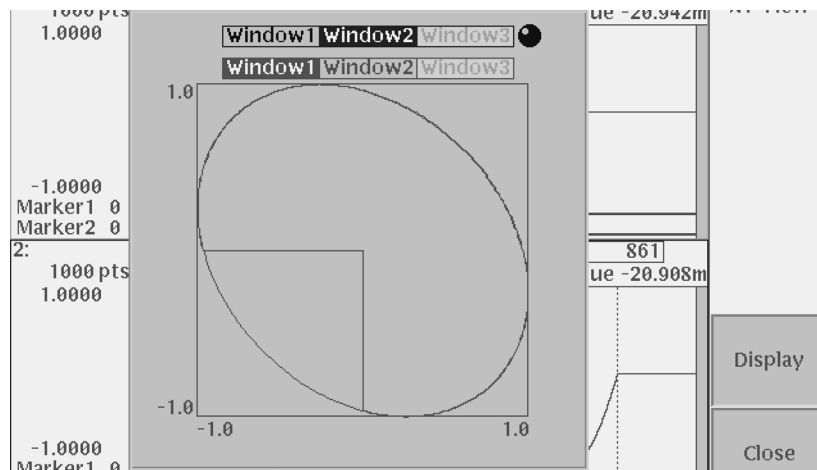 1000 pts
ue -20.942m
1.0000
Window1 Window2 Window3
Window1 Window2 Window3
1.0
-1.0000
Marker1 0
Marker2 0
2:
861
1000 pts
ue -20.908m
1.0000
Display
-1.0
-1.0 1.0
-1.0000
Close
Marker1 0